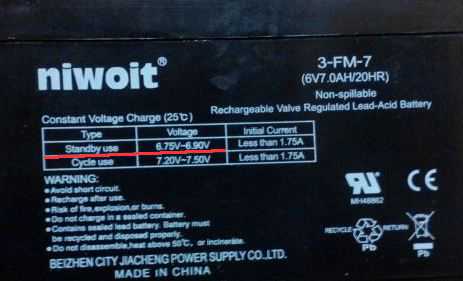 niwoit®
3-FM-7
(6V7.0AH/20HR)
Non-spillable
Rechargeable Valve Regulated Lead-Acid Battery
Constant Voltage Charge (25℃)
Type Voltage Initial Current
Standby use 6.75V~6.90V Less than 1.75A
Cycle use 7.20V~7.50V Less than 1.75A
WARNING:
●Avoid short circuit.
●Recharge after use.
●Risk of fire,explosion,or burns.
●Do not charge in a sealed container.
●Contains sealed lead battery. Battery must
be recycled and disposed properly.
●Do not disassemble,heat above 50℃, or incinerate.
BEIZHEN CITY JIACHENG POWER SUPPLY CO.,LTD.
MADE IN CHINA
MH48862
CE
RECYCLE
RETURN
Pb
Pb